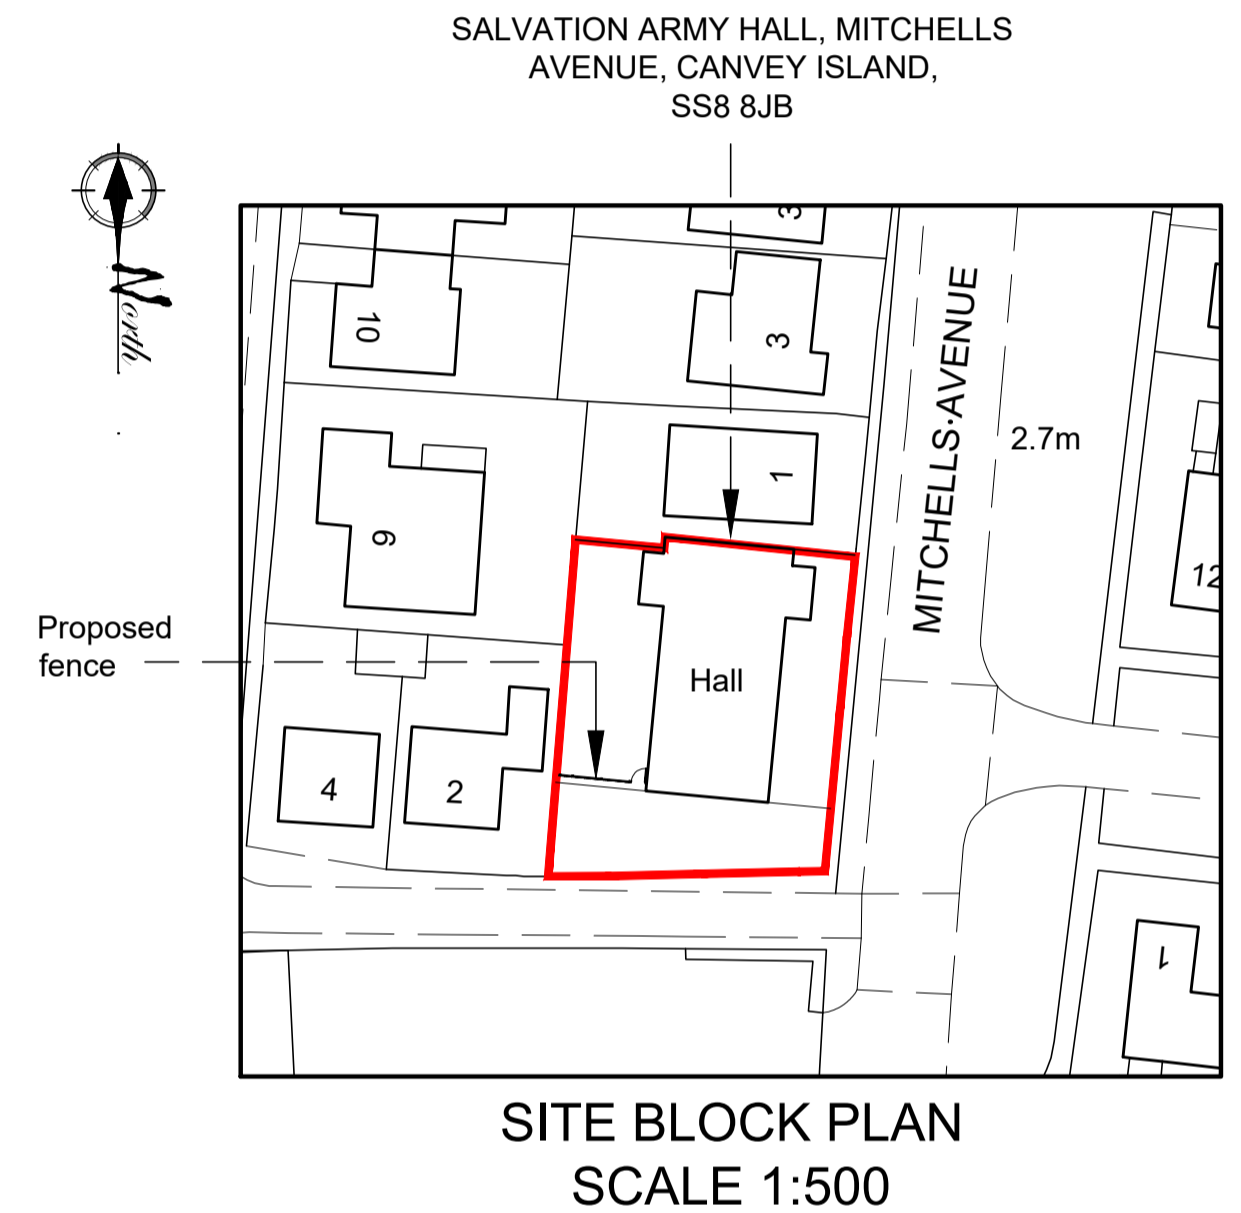 SALVATION ARMY HALL, MITCHELLS
AVENUE, CANVEY ISLAND,
SS8 8JB
North
3
10
3
MITCHELLS·AVENUE
2.7m
1
9
12
Proposed
fence
Hall
4
2
1
SITE BLOCK PLAN
SCALE 1:500